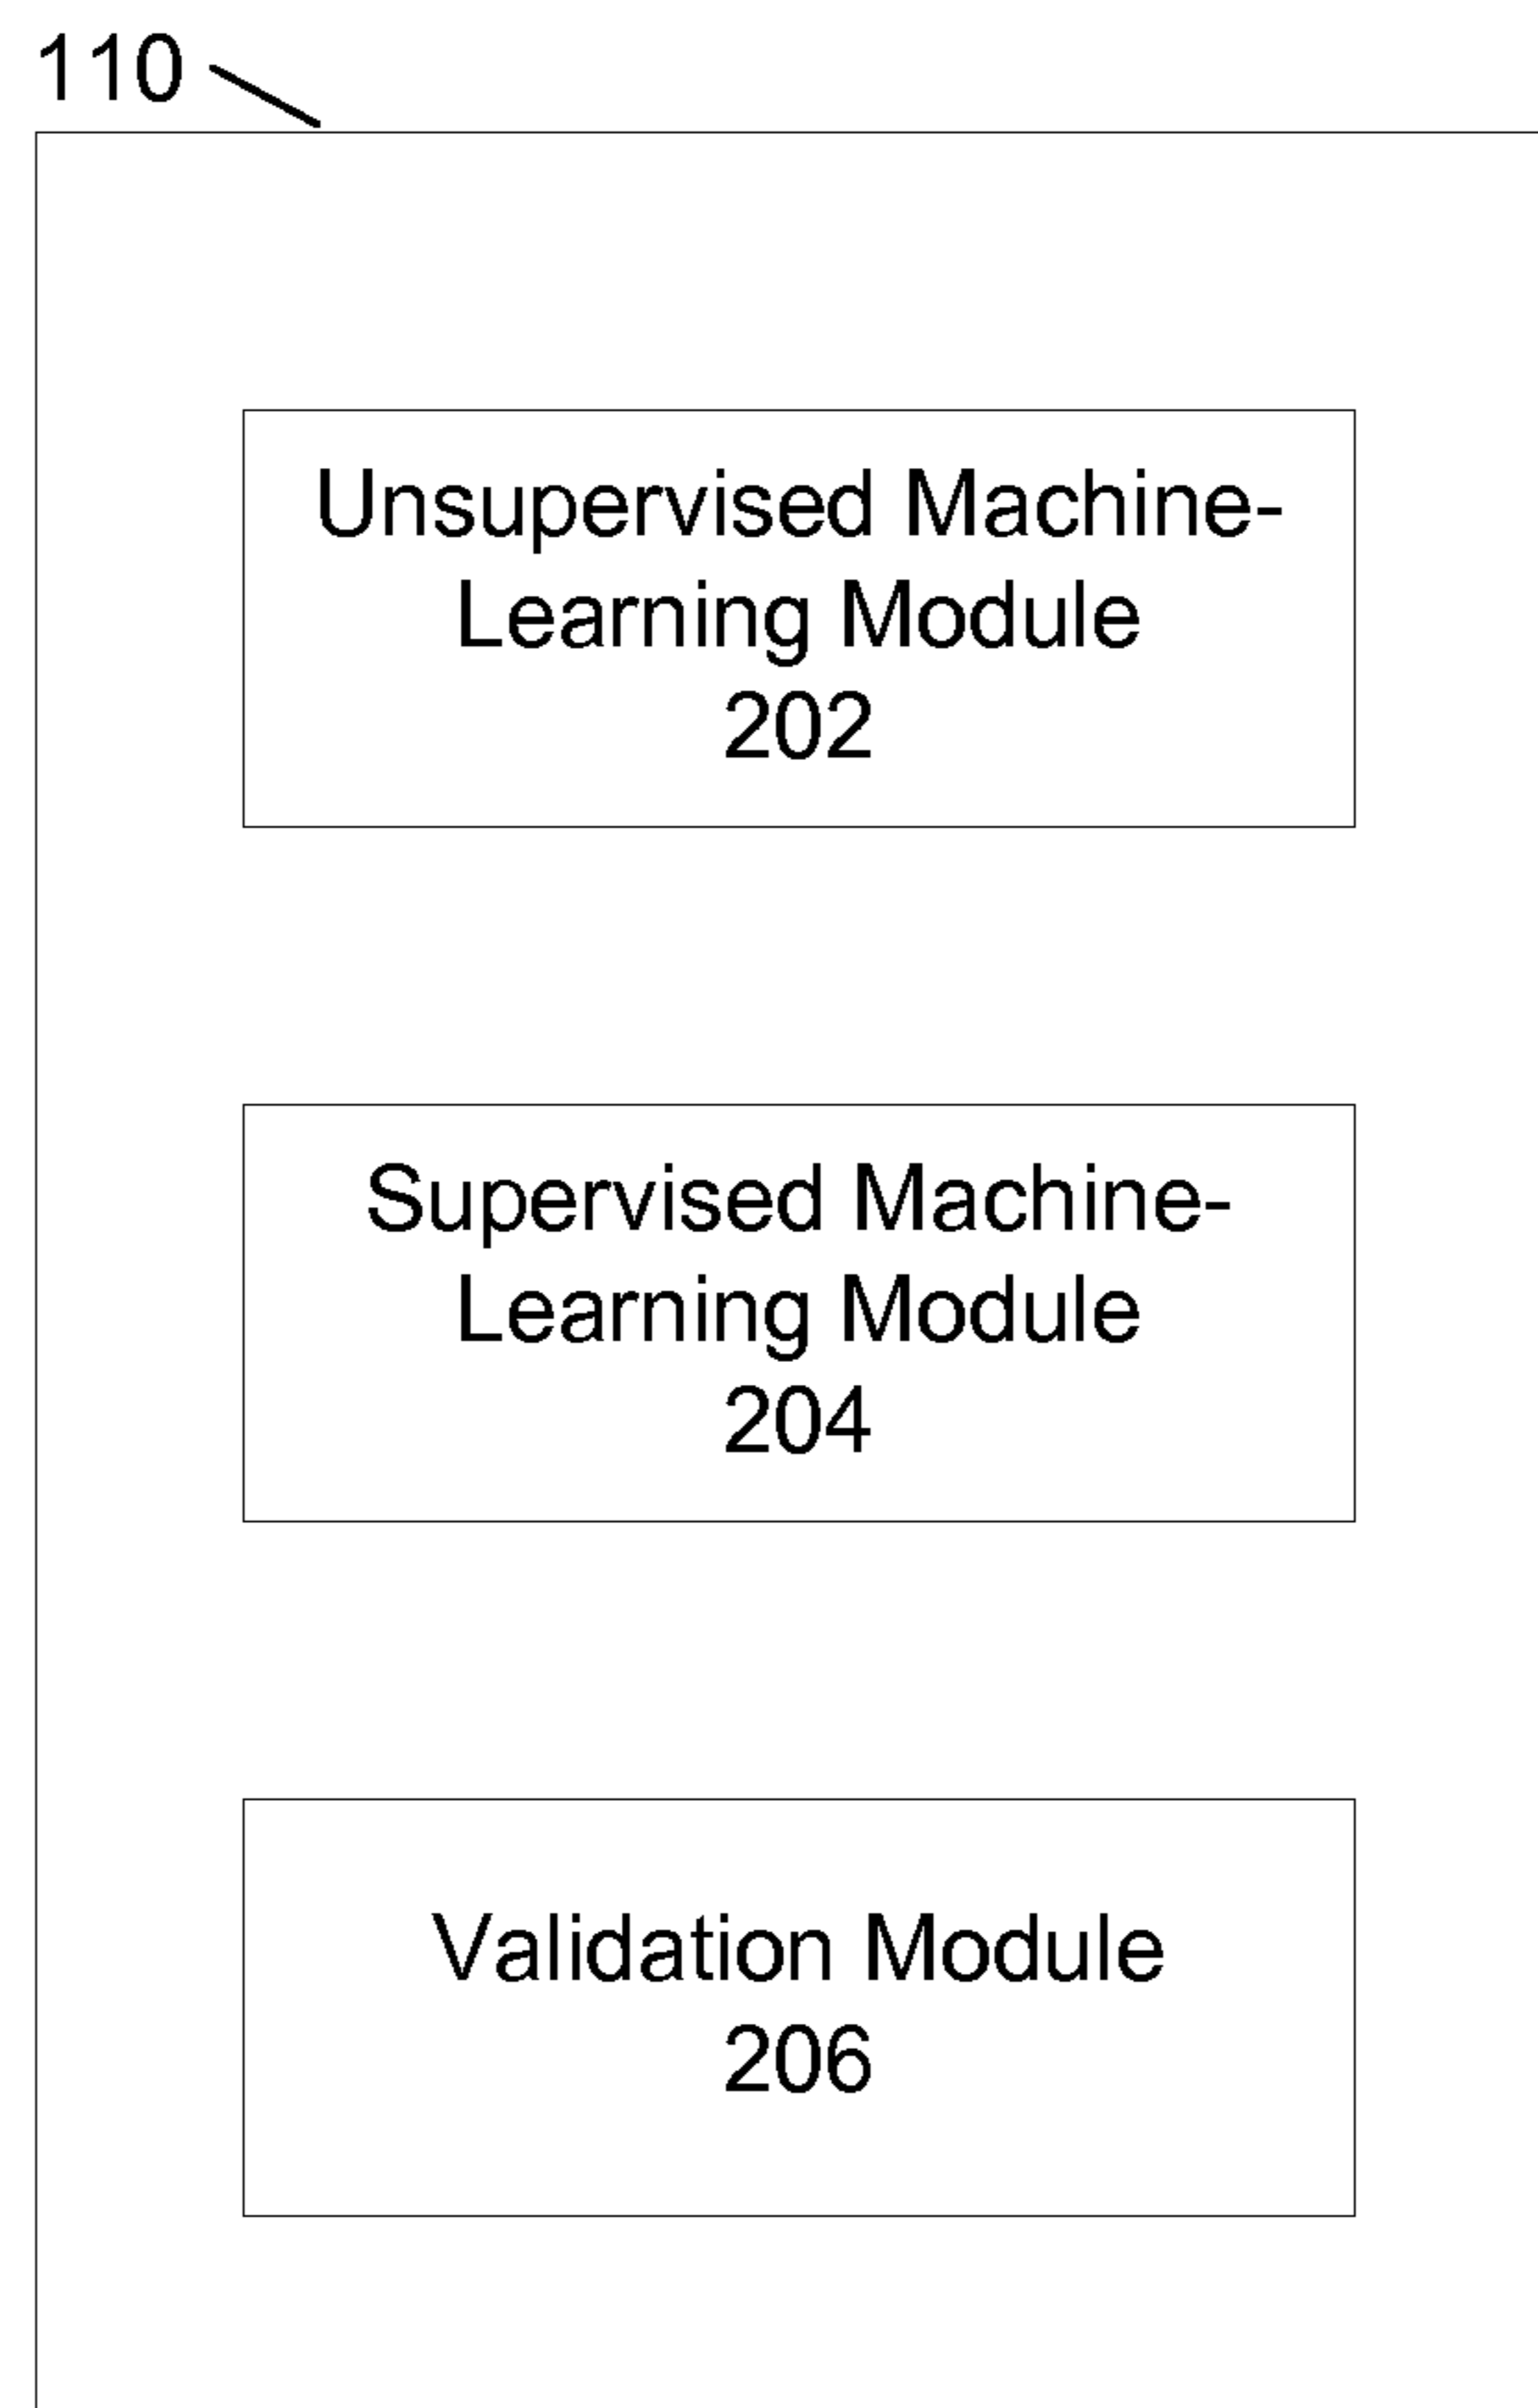 110
Unsupervised Machine-
Learning Module
202
Supervised Machine-
Learning Module
204
Validation Module
206